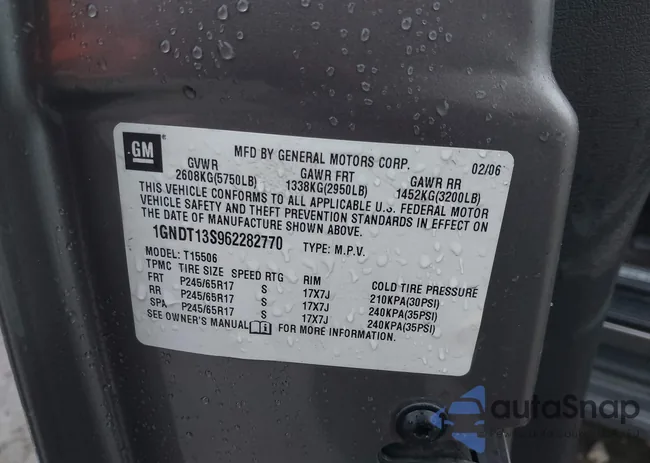 GM
MFD BY GENERAL MOTORS CORP. 02/06
GVWR GAWR FRT GAWR RR
2608KG(5750LB) 1338KG(2950LB) 1452KG(3200LB)
THIS VEHICLE CONFORMS TO ALL APPLICABLE U.S. FEDERAL MOTOR
VEHICLE SAFETY AND THEFT PREVENTION STANDARDS IN EFFECT ON
THE DATE OF MANUFACTURE SHOWN ABOVE.
1GNDT13S962282770 TYPE: M.P.V.
MODEL: T15506
TPMC TIRE SIZE SPEED RTG RIM COLD TIRE PRESSURE
FRT P245/65R17 S 17X7J 210KPA(30PSI)
RR P245/65R17 S 17X7J 240KPA(35PSI)
SPA P245/65R17 S 17X7J 240KPA(35PSI)
SEE OWNER'S MANUAL FOR MORE INFORMATION.
autoSnap